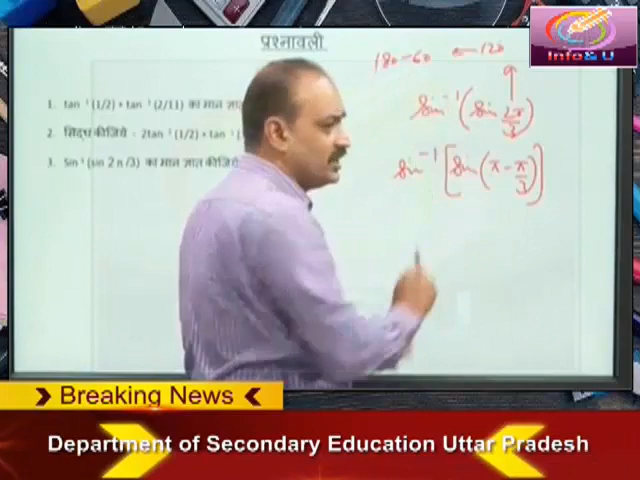 Info & U
प्रश्नावली
180-60 ← 120
sin⁻¹ (sin 2π/3)
1. tan⁻¹ (1/2) + tan⁻¹ (2/11) का मान
2. सिद्ध कीजिये - 2tan⁻¹ (1/2) + tan⁻¹
sin⁻¹ [sin (π - π/3)]
3. Sin⁻¹ (sin 2 π /3) का मान ज्ञात कीजिये
Breaking News
Department of Secondary Education Uttar Pradesh